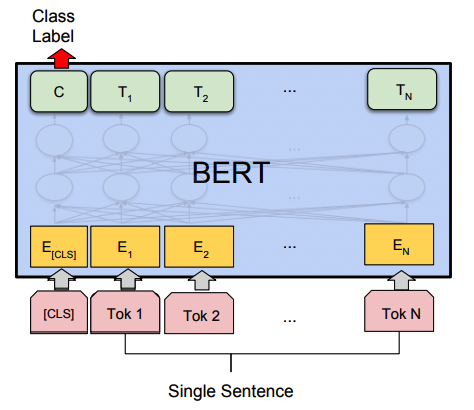 Class
Label
C T1 T2 ... TN
...
BERT
...
E[CLS] E1 E2 ... EN
[CLS] Tok 1 Tok 2 ... Tok N
Single Sentence